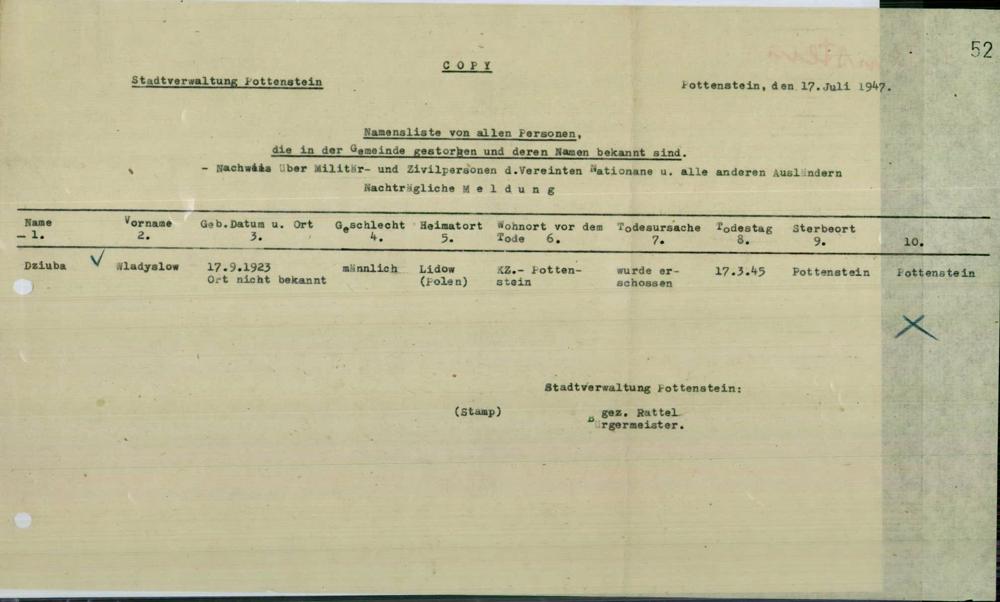 52
C O P Y
Stadtverwaltung Pottenstein
Pottenstein, den 17.Juli 1947.
Namensliste von allen Personen,
die in der Gemeinde gestorben und deren Namen bekannt sind.
- Nachweis über Militär- und Zivilpersonen d.Vereinten Nationane u. alle anderen Ausländern
Nachträgliche M e l d u n g
Name Vorname Geb.Datum u. Ort Geschlecht Heimatort Wohnort vor dem Todesursache Todestag Sterbeort
- 1. 2. 3. 4. 5. Tode 6. 7. 8. 9. 10.
Dziuba Wladyslow 17.9.1923 männlich Lidow KZ.- Potten- wurde er- 17.3.45 Pottenstein Pottenstein
Ort nicht bekannt (Polen) stein schossen
Stadtverwaltung Pottenstein:
(Stamp) gez. Rattel
Bürgermeister.